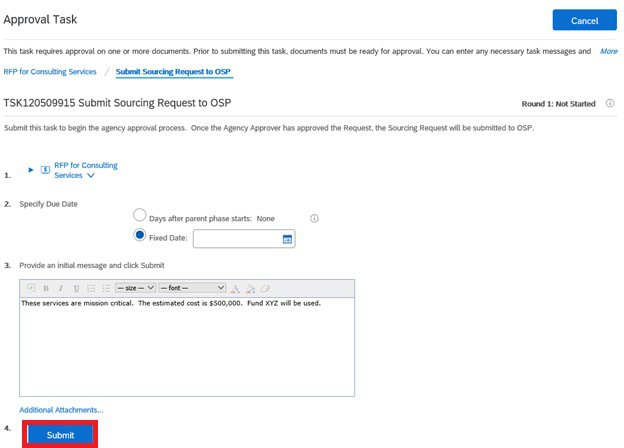 Approval Task
Cancel
This task requires approval on one or more documents. Prior to submitting this task, documents must be ready for approval. You can enter any necessary task messages and More
RFP for Consulting Services / Submit Sourcing Request to OSP
TSK120509915 Submit Sourcing Request to OSP
Round 1: Not Started
Submit this task to begin the agency approval process. Once the Agency Approver has approved the Request, the Sourcing Request will be submitted to OSP.
1. RFP for Consulting
Services
2. Specify Due Date
Days after parent phase starts: None
Fixed Date:
3. Provide an initial message and click Submit
B I U — size — — font — A
These services are mission critical. The estimated cost is $500,000. Fund XYZ will be used.
Additional Attachments...
4. Submit